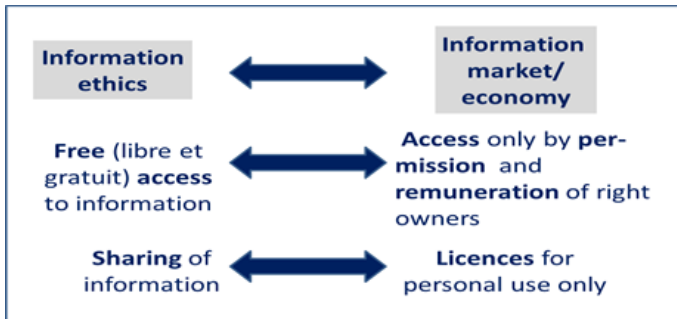 Information
ethics
Information
market/
economy
Free (libre et
gratuit) access
to information
Access only by per-
mission and
remuneration of right
owners
Sharing of
information
Licences for
personal use only